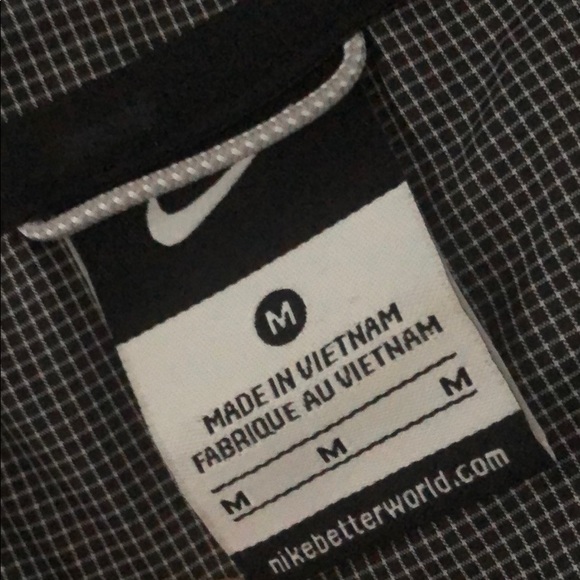 M
MADE IN VIETNAM
FABRIQUE AU VIETNAM
M M M
nikebetterworld.com